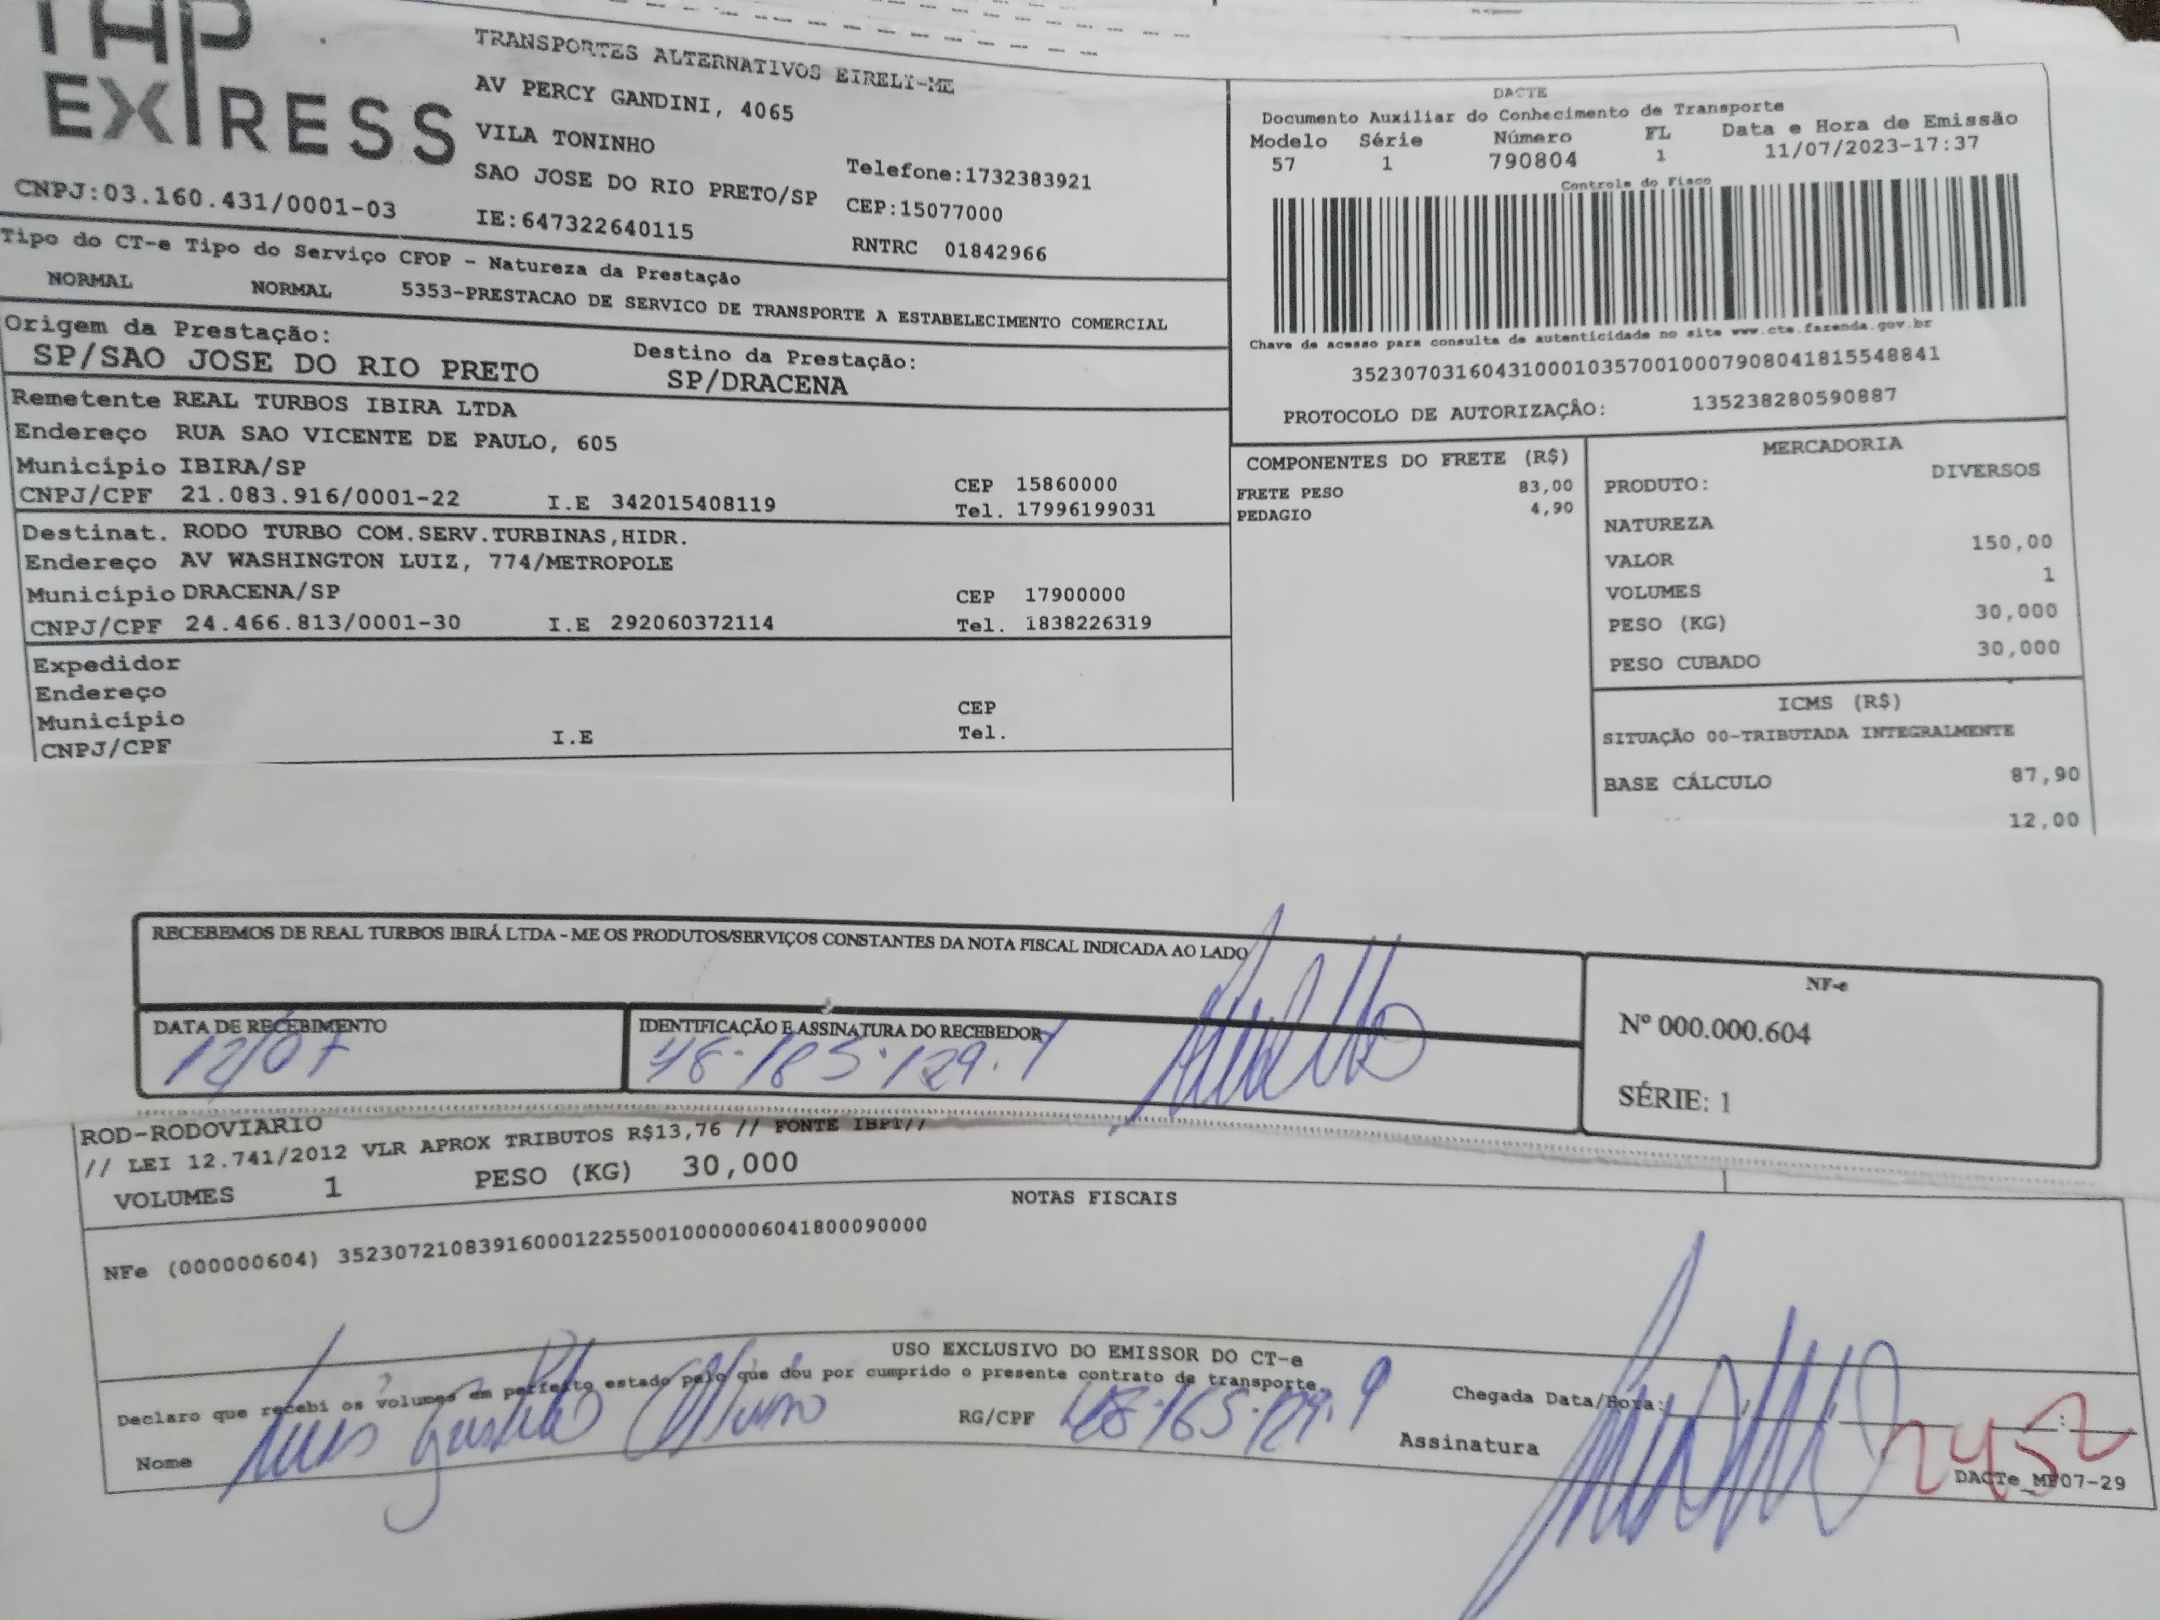 TAP
EXPRESS
TRANSPORTES ALTERNATIVOS EIRELI-ME
AV PERCY GANDINI, 4065
VILA TONINHO
SAO JOSE DO RIO PRETO/SP
Telefone:1732383921
CEP:15077000
CNPJ:03.160.431/0001-03
IE:647322640115
RNTRC 01842966
Tipo do CT-e Tipo do Serviço CFOP - Natureza da Prestação
NORMAL NORMAL 5353-PRESTACAO DE SERVICO DE TRANSPORTE A ESTABELECIMENTO COMERCIAL
Origem da Prestação: Destino da Prestação:
SP/SAO JOSE DO RIO PRETO SP/DRACENA
Remetente REAL TURBOS IBIRA LTDA
Endereço RUA SAO VICENTE DE PAULO, 605
Município IBIRA/SP CEP 15860000
CNPJ/CPF 21.083.916/0001-22 I.E 342015408119 Tel. 17996199031
Destinat. RODO TURBO COM.SERV.TURBINAS,HIDR.
Endereço AV WASHINGTON LUIZ, 774/METROPOLE
Município DRACENA/SP CEP 17900000
CNPJ/CPF 24.466.813/0001-30 I.E 292060372114 Tel. 1838226319
Expedidor
Endereço
Município CEP
CNPJ/CPF I.E Tel.
DACTE
Documento Auxiliar do Conhecimento de Transporte
Modelo Série Número FL Data e Hora de Emissão
57 1 790804 1 11/07/2023-17:37
Controle do Fisco
Chave de acesso para consulta de autenticidade no site www.cte.fazenda.gov.br
35230703160431000103570010007908041815548841
PROTOCOLO DE AUTORIZAÇÃO: 135238280590887
COMPONENTES DO FRETE (R$)
FRETE PESO 83,00
PEDAGIO 4,90
MERCADORIA
PRODUTO: DIVERSOS
NATUREZA
VALOR 150,00
VOLUMES 1
PESO (KG) 30,000
PESO CUBADO 30,000
ICMS (R$)
SITUAÇÃO 00-TRIBUTADA INTEGRALMENTE
BASE CÁLCULO 87,90
12,00
RECEBEMOS DE REAL TURBOS IBIRÁ LTDA - ME OS PRODUTOS/SERVIÇOS CONSTANTES DA NOTA FISCAL INDICADA AO LADO
DATA DE RECEBIMENTO IDENTIFICAÇÃO E ASSINATURA DO RECEBEDOR
12/07
NF-e
Nº 000.000.604
SÉRIE: 1
ROD-RODOVIARIO
// LEI 12.741/2012 VLR APROX TRIBUTOS R$13,76 // FONTE IBPT//
VOLUMES 1 PESO (KG) 30,000
NOTAS FISCAIS
NFe (000000604) 35230721083916000122550010000006041800090000
USO EXCLUSIVO DO EMISSOR DO CT-e
Declaro que recebi os volumes em perfeito estado pelo que dou por cumprido o presente contrato de transporte.
Nome Luis Gustavo RG/CPF
Chegada Data/Hora: / / :
Assinatura
DACTe_MF07-29